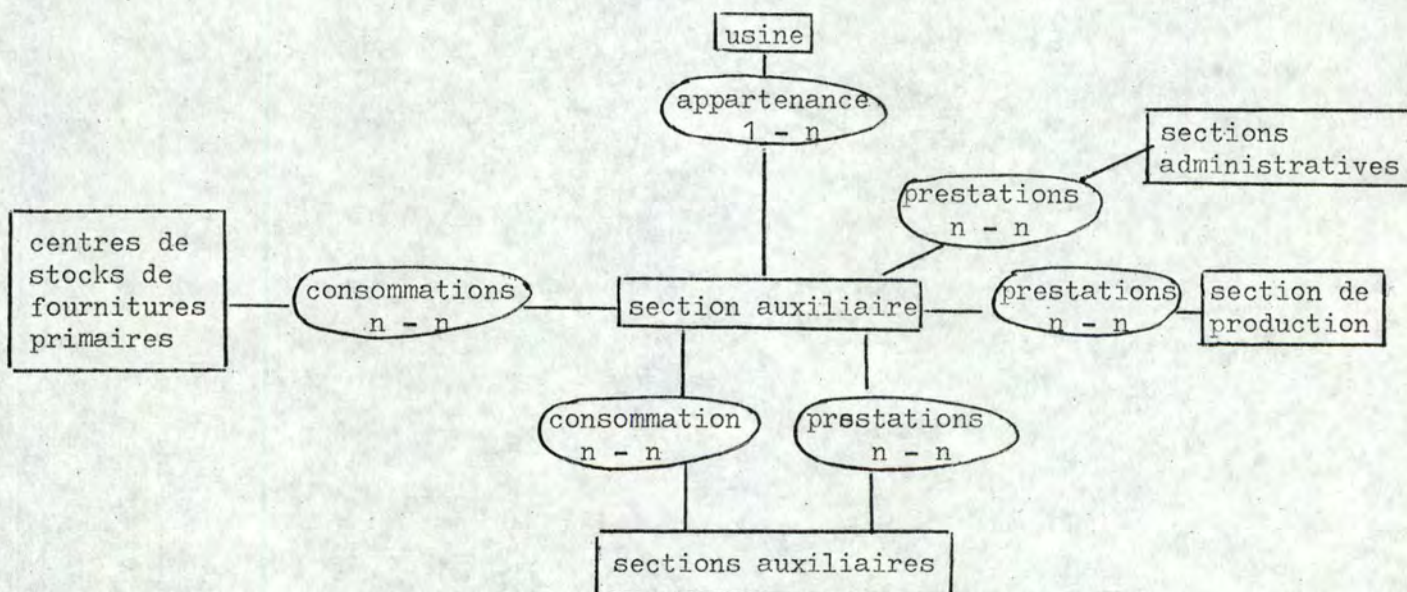 usine
appartenance
1 - n
sections
administratives
prestations
n - n
centres de
stocks de
fournitures
primaires
consommations
n - n
section auxiliaire
prestations
n - n
section de
production
consommation
n - n
prestations
n - n
sections auxiliaires